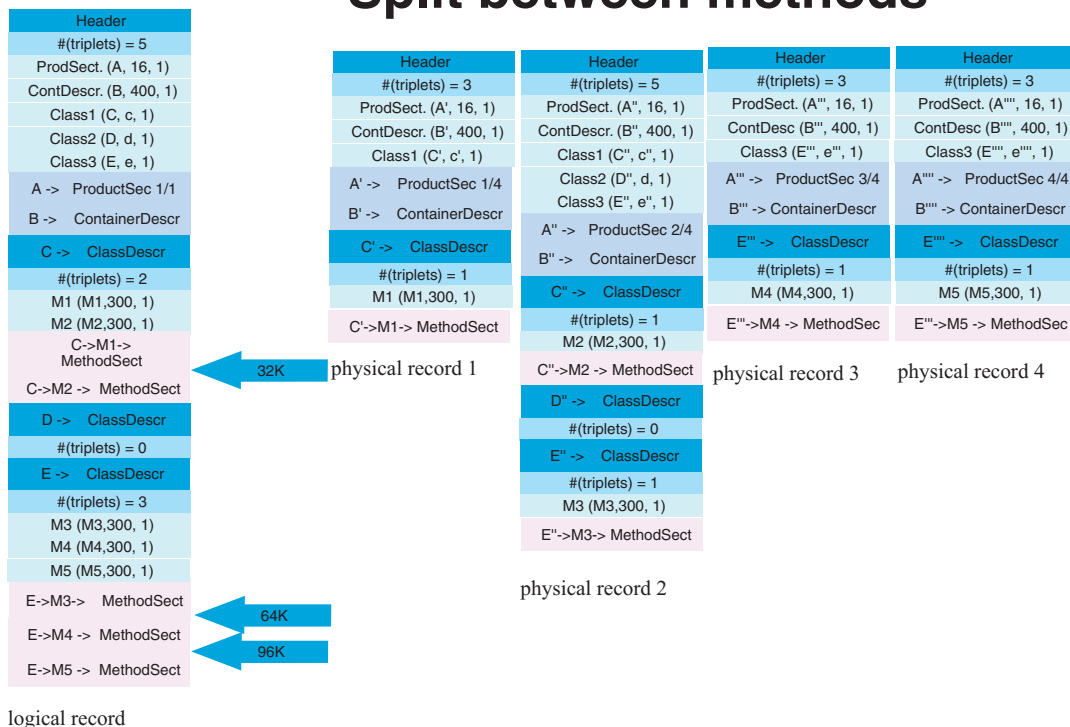 Split between methods
Header
#(triplets) = 5
ProdSect. (A, 16, 1)
ContDescr. (B, 400, 1)
Class1 (C, c, 1)
Class2 (D, d, 1)
Class3 (E, e, 1)
A -> ProductSec 1/1
B -> ContainerDescr
C -> ClassDescr
#(triplets) = 2
M1 (M1,300, 1)
M2 (M2,300, 1)
C->M1->
MethodSect
C->M2 -> MethodSect
D -> ClassDescr
#(triplets) = 0
E -> ClassDescr
#(triplets) = 3
M3 (M3,300, 1)
M4 (M4,300, 1)
M5 (M5,300, 1)
E->M3-> MethodSect
E->M4 -> MethodSect
E->M5 -> MethodSect
logical record
32K
64K
96K
Header
#(triplets) = 3
ProdSect. (A', 16, 1)
ContDescr. (B', 400, 1)
Class1 (C', c', 1)
A' -> ProductSec 1/4
B' -> ContainerDescr
C' -> ClassDescr
#(triplets) = 1
M1 (M1,300, 1)
C'->M1-> MethodSect
physical record 1
Header
#(triplets) = 5
ProdSect. (A", 16, 1)
ContDescr. (B", 400, 1)
Class1 (C", c", 1)
Class2 (D", d, 1)
Class3 (E", e", 1)
A" -> ProductSec 2/4
B" -> ContainerDescr
C" -> ClassDescr
#(triplets) = 1
M2 (M2,300, 1)
C"->M2 -> MethodSect
D" -> ClassDescr
#(triplets) = 0
E" -> ClassDescr
#(triplets) = 1
M3 (M3,300, 1)
E"->M3-> MethodSect
physical record 2
Header
#(triplets) = 3
ProdSect. (A"', 16, 1)
ContDesc (B"', 400, 1)
Class3 (E"', e"', 1)
A"' -> ProductSec 3/4
B"' -> ContainerDescr
E"' -> ClassDescr
#(triplets) = 1
M4 (M4,300, 1)
E"'->M4 -> MethodSec
physical record 3
Header
#(triplets) = 3
ProdSect. (A"", 16, 1)
ContDesc (B"", 400, 1)
Class3 (E"", e"", 1)
A"" -> ProductSec 4/4
B"" -> ContainerDescr
E"" -> ClassDescr
#(triplets) = 1
M5 (M5,300, 1)
E"'->M5 -> MethodSec
physical record 4